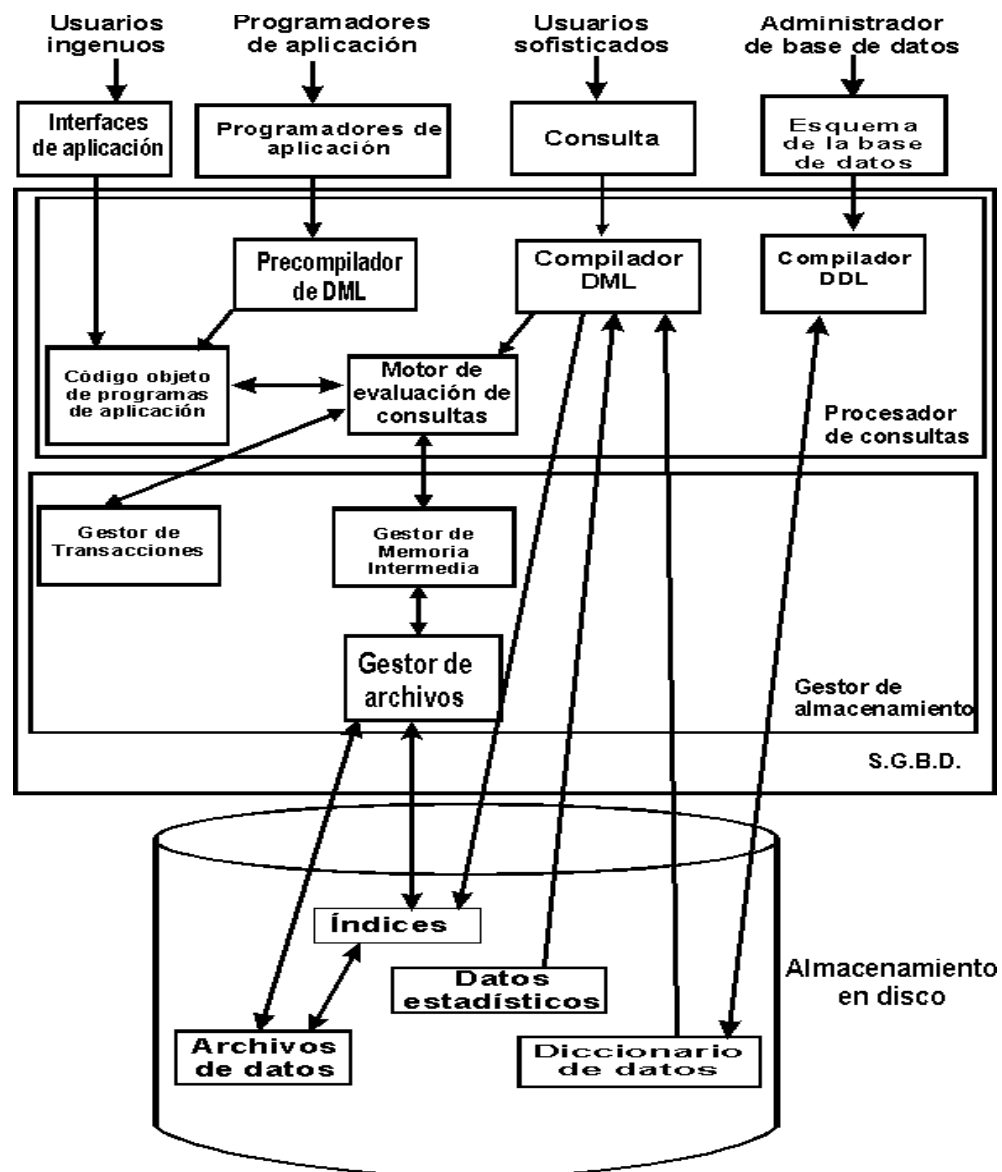 Usuarios
ingenuos
Programadores
de aplicación
Usuarios
sofisticados
Administrador
de base de datos
Interfaces
de aplicación
Programadores de
aplicación
Consulta
Esquema
de la base
de datos
Precompilador
de DML
Compilador
DML
Compilador
DDL
Código objeto
de programas
de aplicación
Motor de
evaluación de
consultas
Procesador
de consultas
Gestor de
Transacciones
Gestor de
Memoria
Intermedia
Gestor de
archivos
Gestor de
almacenamiento
S.G.B.D.
Índices
Datos
estadísticos
Almacenamiento
en disco
Archivos
de datos
Diccionario
de datos